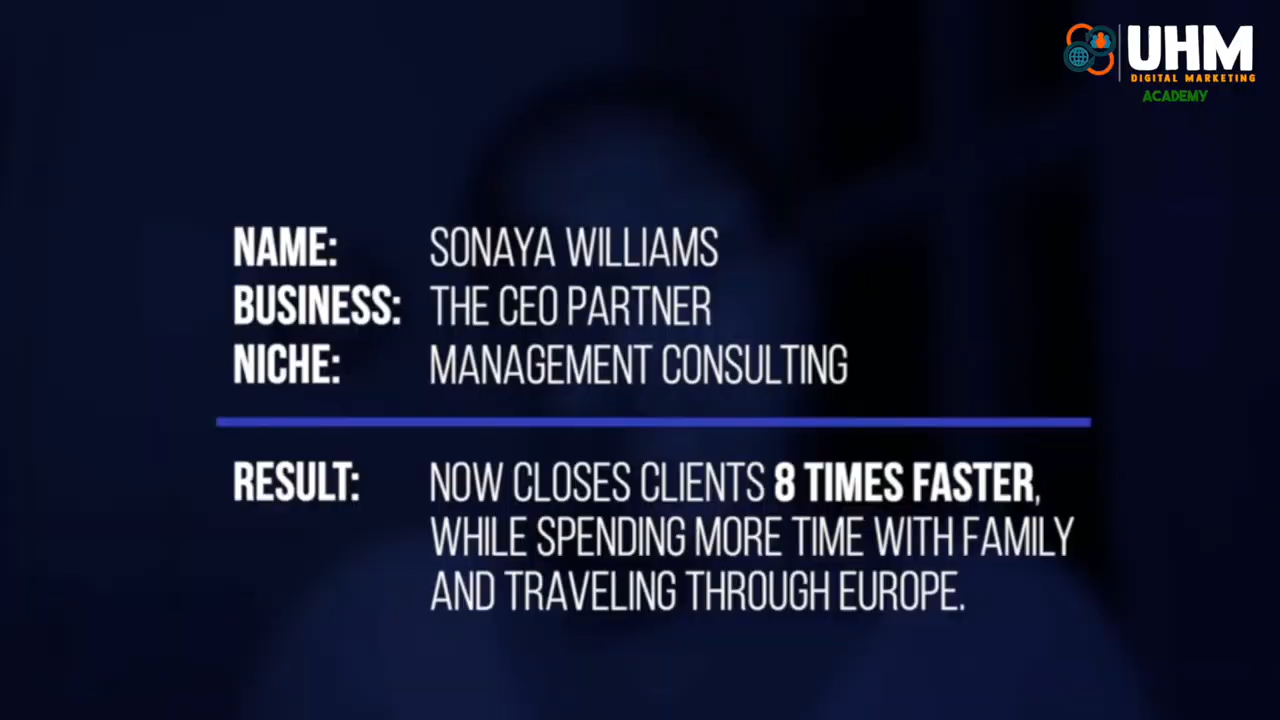 UHM
DIGITAL MARKETING
ACADEMY
NAME: SONAYA WILLIAMS
BUSINESS: THE CEO PARTNER
NICHE: MANAGEMENT CONSULTING
RESULT: NOW CLOSES CLIENTS 8 TIMES FASTER,
WHILE SPENDING MORE TIME WITH FAMILY
AND TRAVELING THROUGH EUROPE.